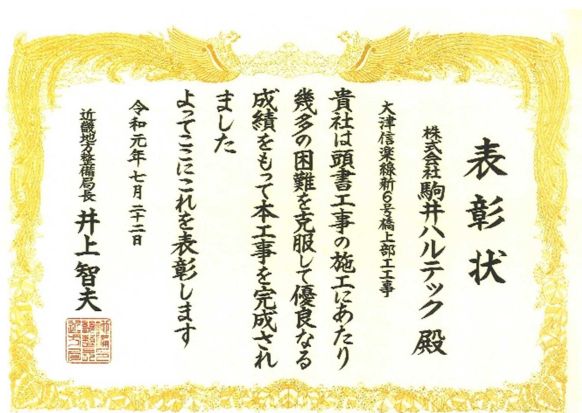 表彰状
株式会社駒井ハルテック 殿
大津信楽線新6号橋上部工工事
貴社は頭書工事の施工にあたり
幾多の困難を克服して優良なる
成績をもって本工事を完成され
ました
よってここにこれを表彰します
令和元年七月二十二日
近畿地方整備局長 井上智夫